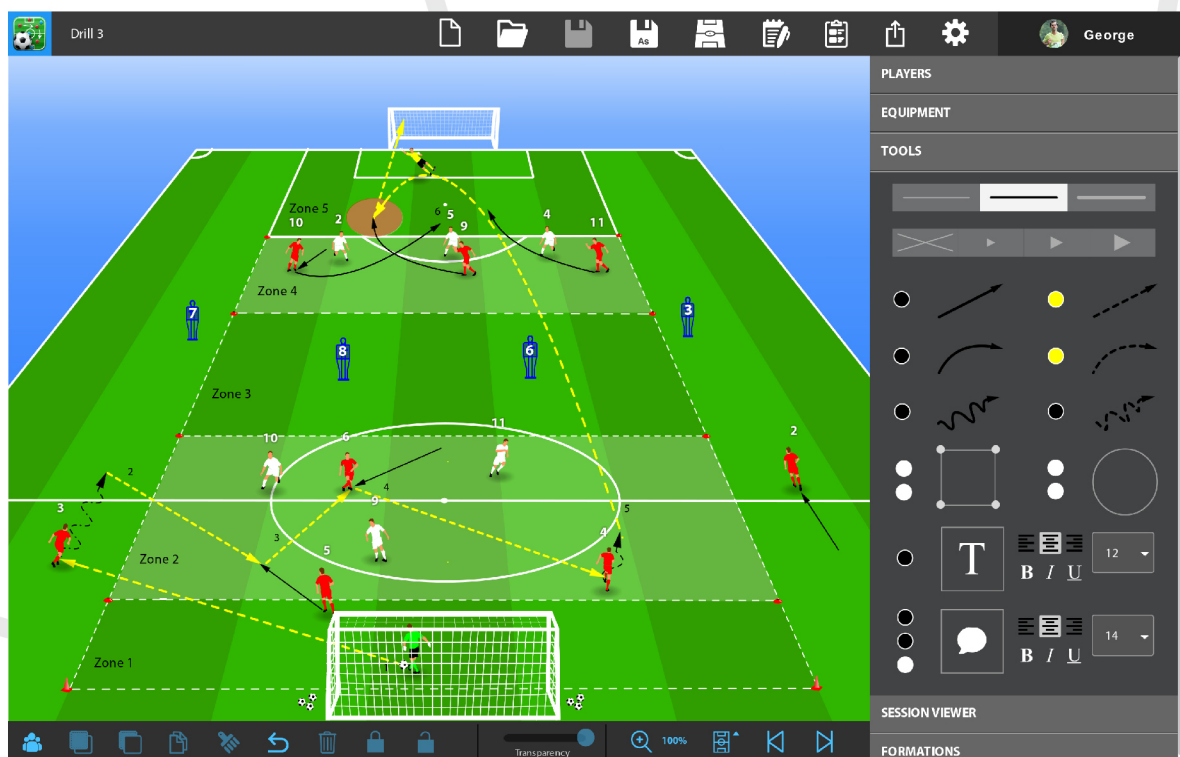 Drill 3
As
George
PLAYERS
EQUIPMENT
TOOLS
Zone 5
10
2
6
5
9
4
11
Zone 4
7
3
8
6
Zone 3
10
6
11
2
2
4
3
9
5
3
5
4
Zone 2
Zone 1
1
T
B I U
12
B I U
14
SESSION VIEWER
FORMATIONS
Transparency
100%